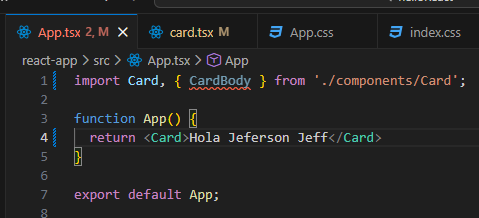 App.tsx 2, M
card.tsx M
App.css
index.css
react-app > src > App.tsx > App
1 import Card, { CardBody } from './components/Card';
2
3 function App() {
4 return <Card>Hola Jeferson Jeff</Card>
5 }
6
7 export default App;
8